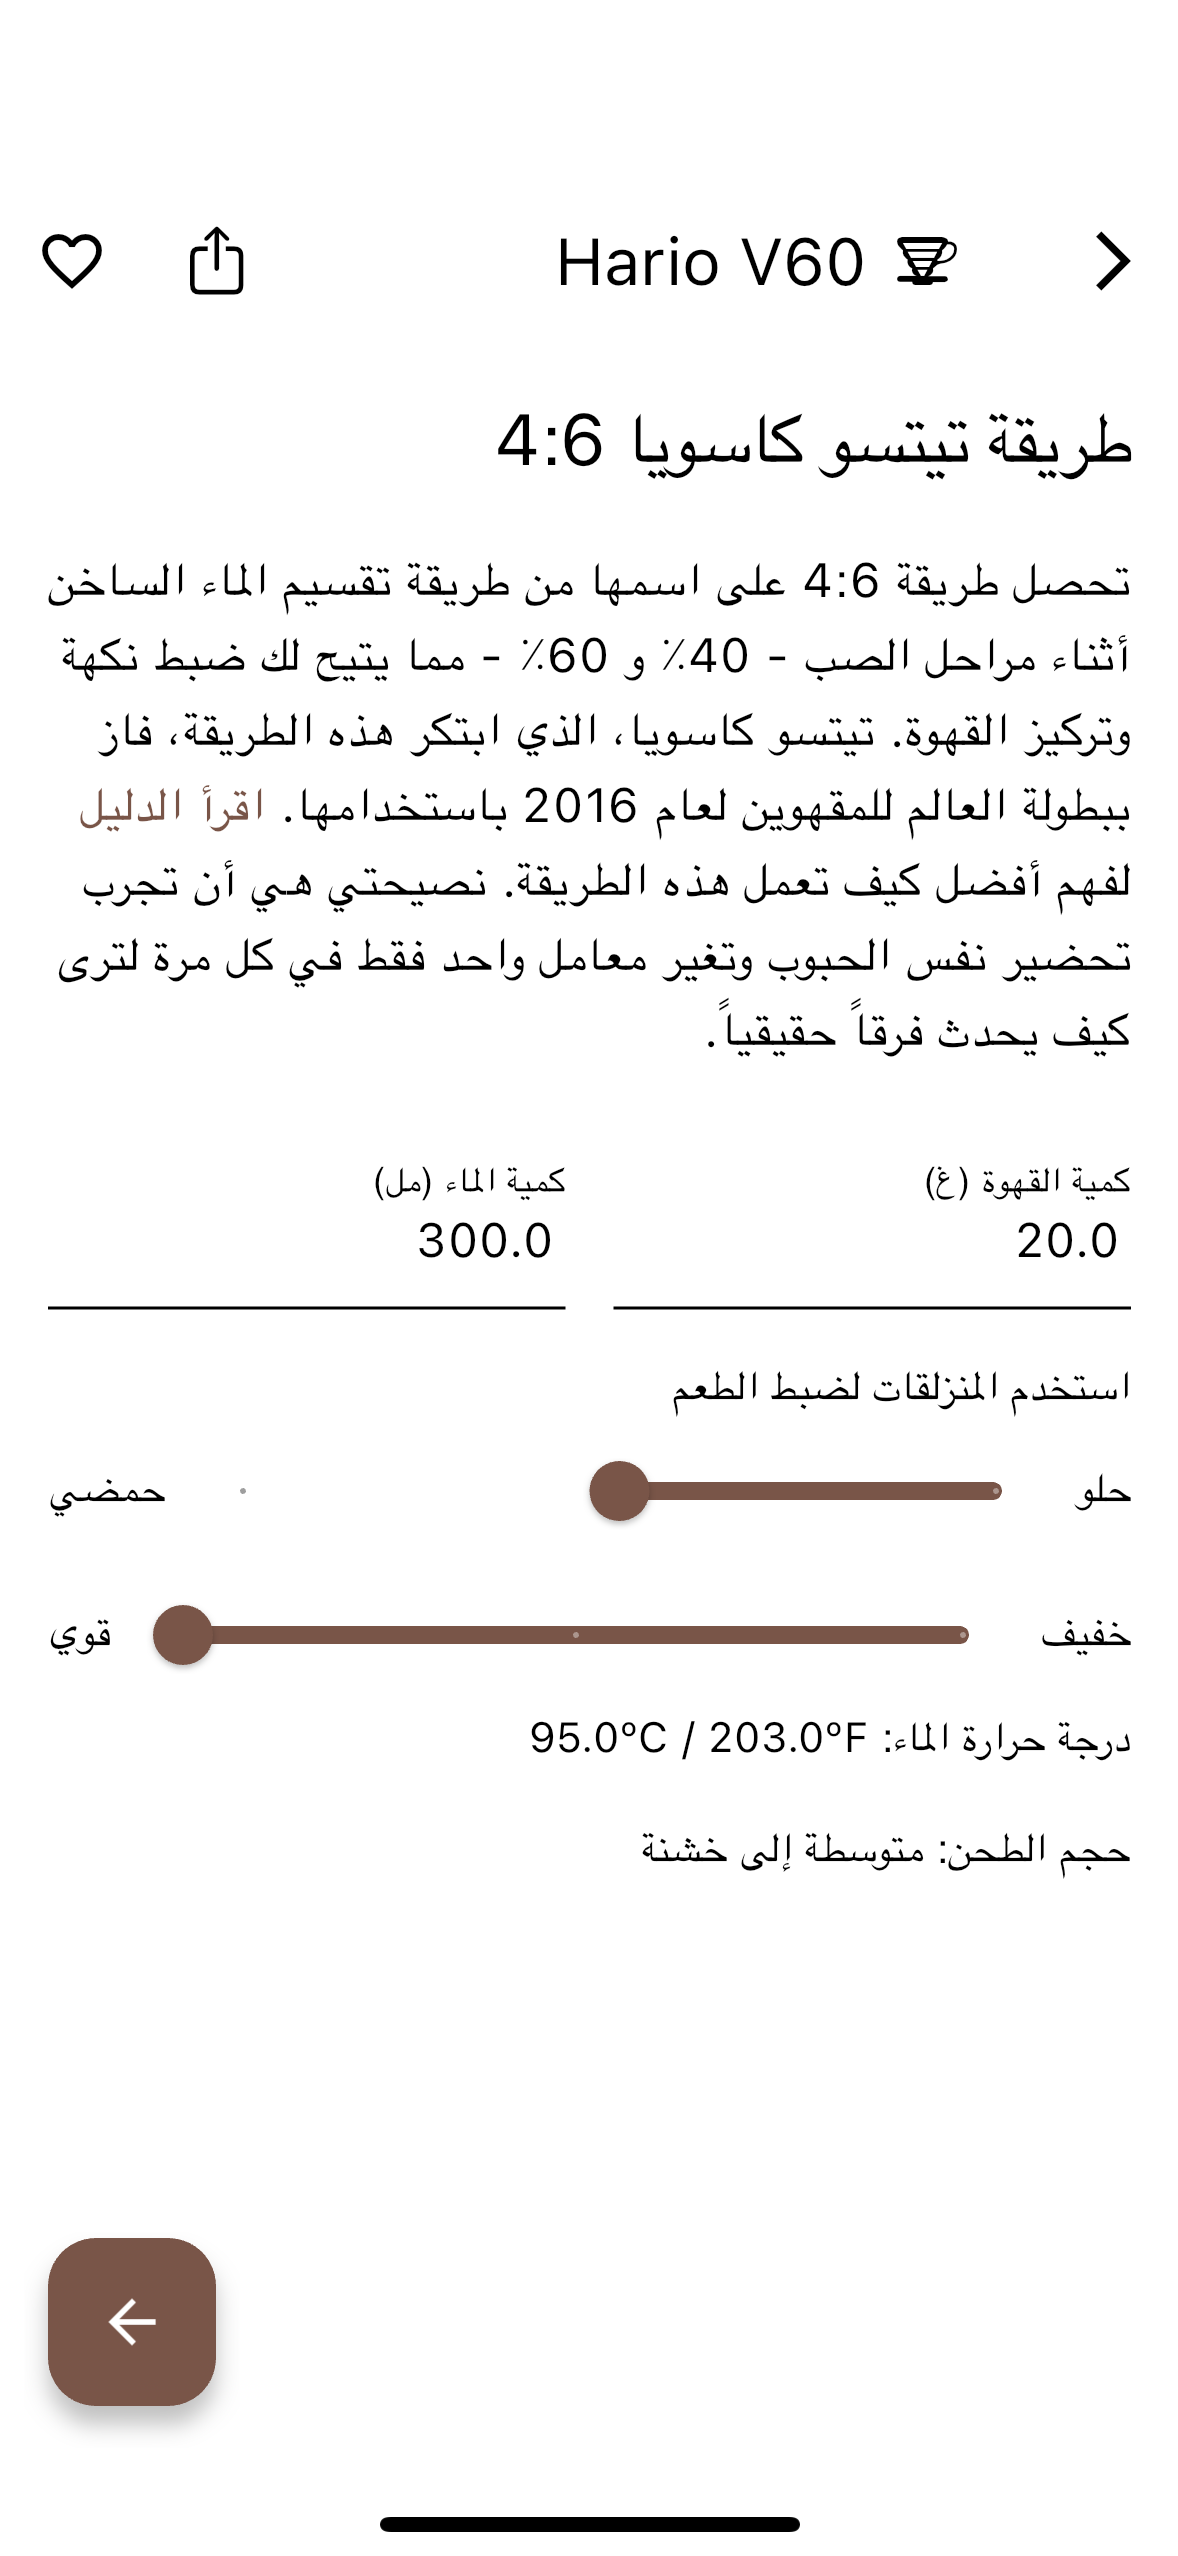 Hario V60
طريقة تيتسو كاسويا 4:6
تحصل طريقة 4:6 على اسمها من طريقة تقسيم الماء الساخن
أثناء مراحل الصب - 40٪ و 60٪ - مما يتيح لك ضبط نكهة
وتركيز القهوة. تيتسو كاسويا، الذي ابتكر هذه الطريقة، فاز
ببطولة العالم للمقهوين لعام 2016 باستخدامها. اقرأ الدليل
لفهم أفضل كيف تعمل هذه الطريقة. نصيحتي هي أن تجرب
تحضير نفس الحبوب وتغير معامل واحد فقط في كل مرة لترى
كيف يحدث فرقاً حقيقياً.
كمية القهوة (غ) كمية الماء (مل)
20.0 300.0
استخدم المنزلقات لضبط الطعم
حلو حمضي
خفيف قوي
درجة حرارة الماء: 95.0ºC / 203.0ºF
حجم الطحن: متوسطة إلى خشنة